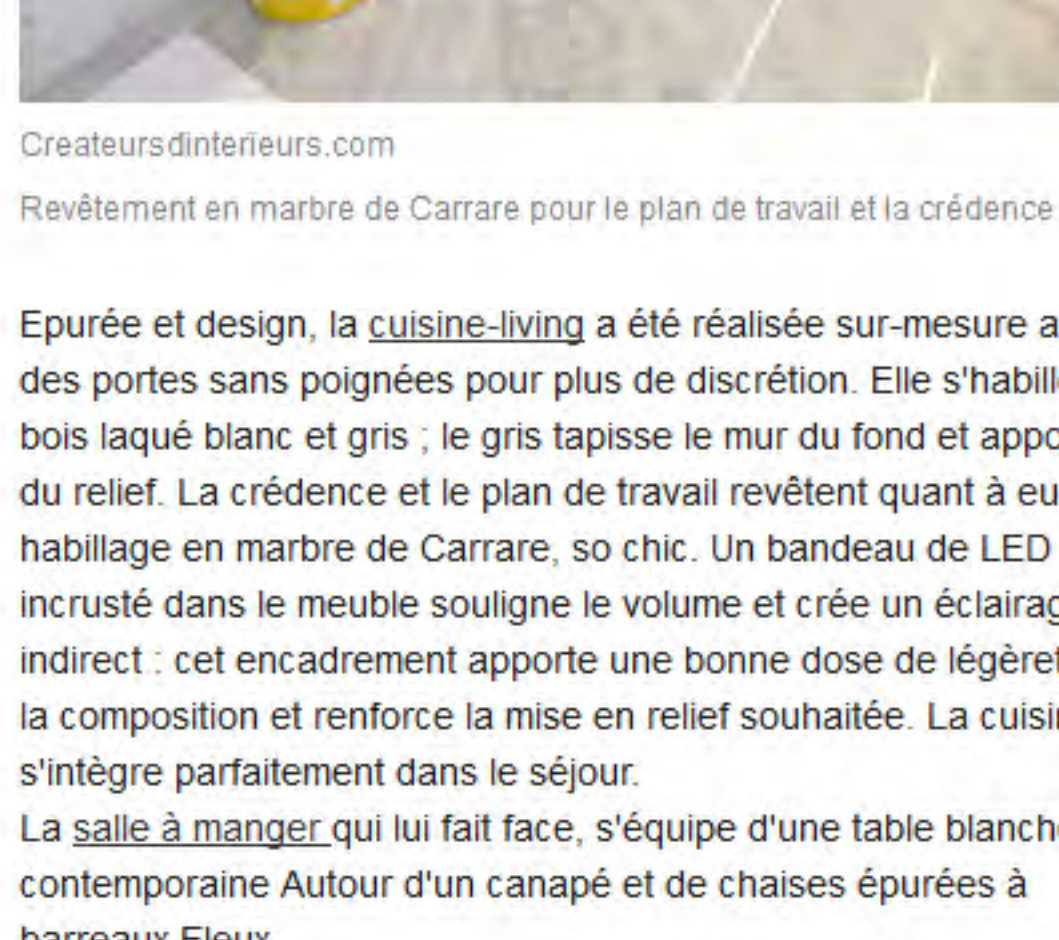 Createursdinterieurs.com
Revêtement en marbre de Carrare pour le plan de travail et la crédence
Epurée et design, la cuisine-living a été réalisée sur-mesure a
des portes sans poignées pour plus de discrétion. Elle s'habill
bois laqué blanc et gris ; le gris tapisse le mur du fond et appo
du relief. La crédence et le plan de travail revêtent quant à eu
habillage en marbre de Carrare, so chic. Un bandeau de LED
incrusté dans le meuble souligne le volume et crée un éclairag
indirect : cet encadrement apporte une bonne dose de légèret
la composition et renforce la mise en relief souhaitée. La cuisin
s'intègre parfaitement dans le séjour.
La salle à manger qui lui fait face, s'équipe d'une table blanch
contemporaine Autour d'un canapé et de chaises épurées à
barreaux Fleux